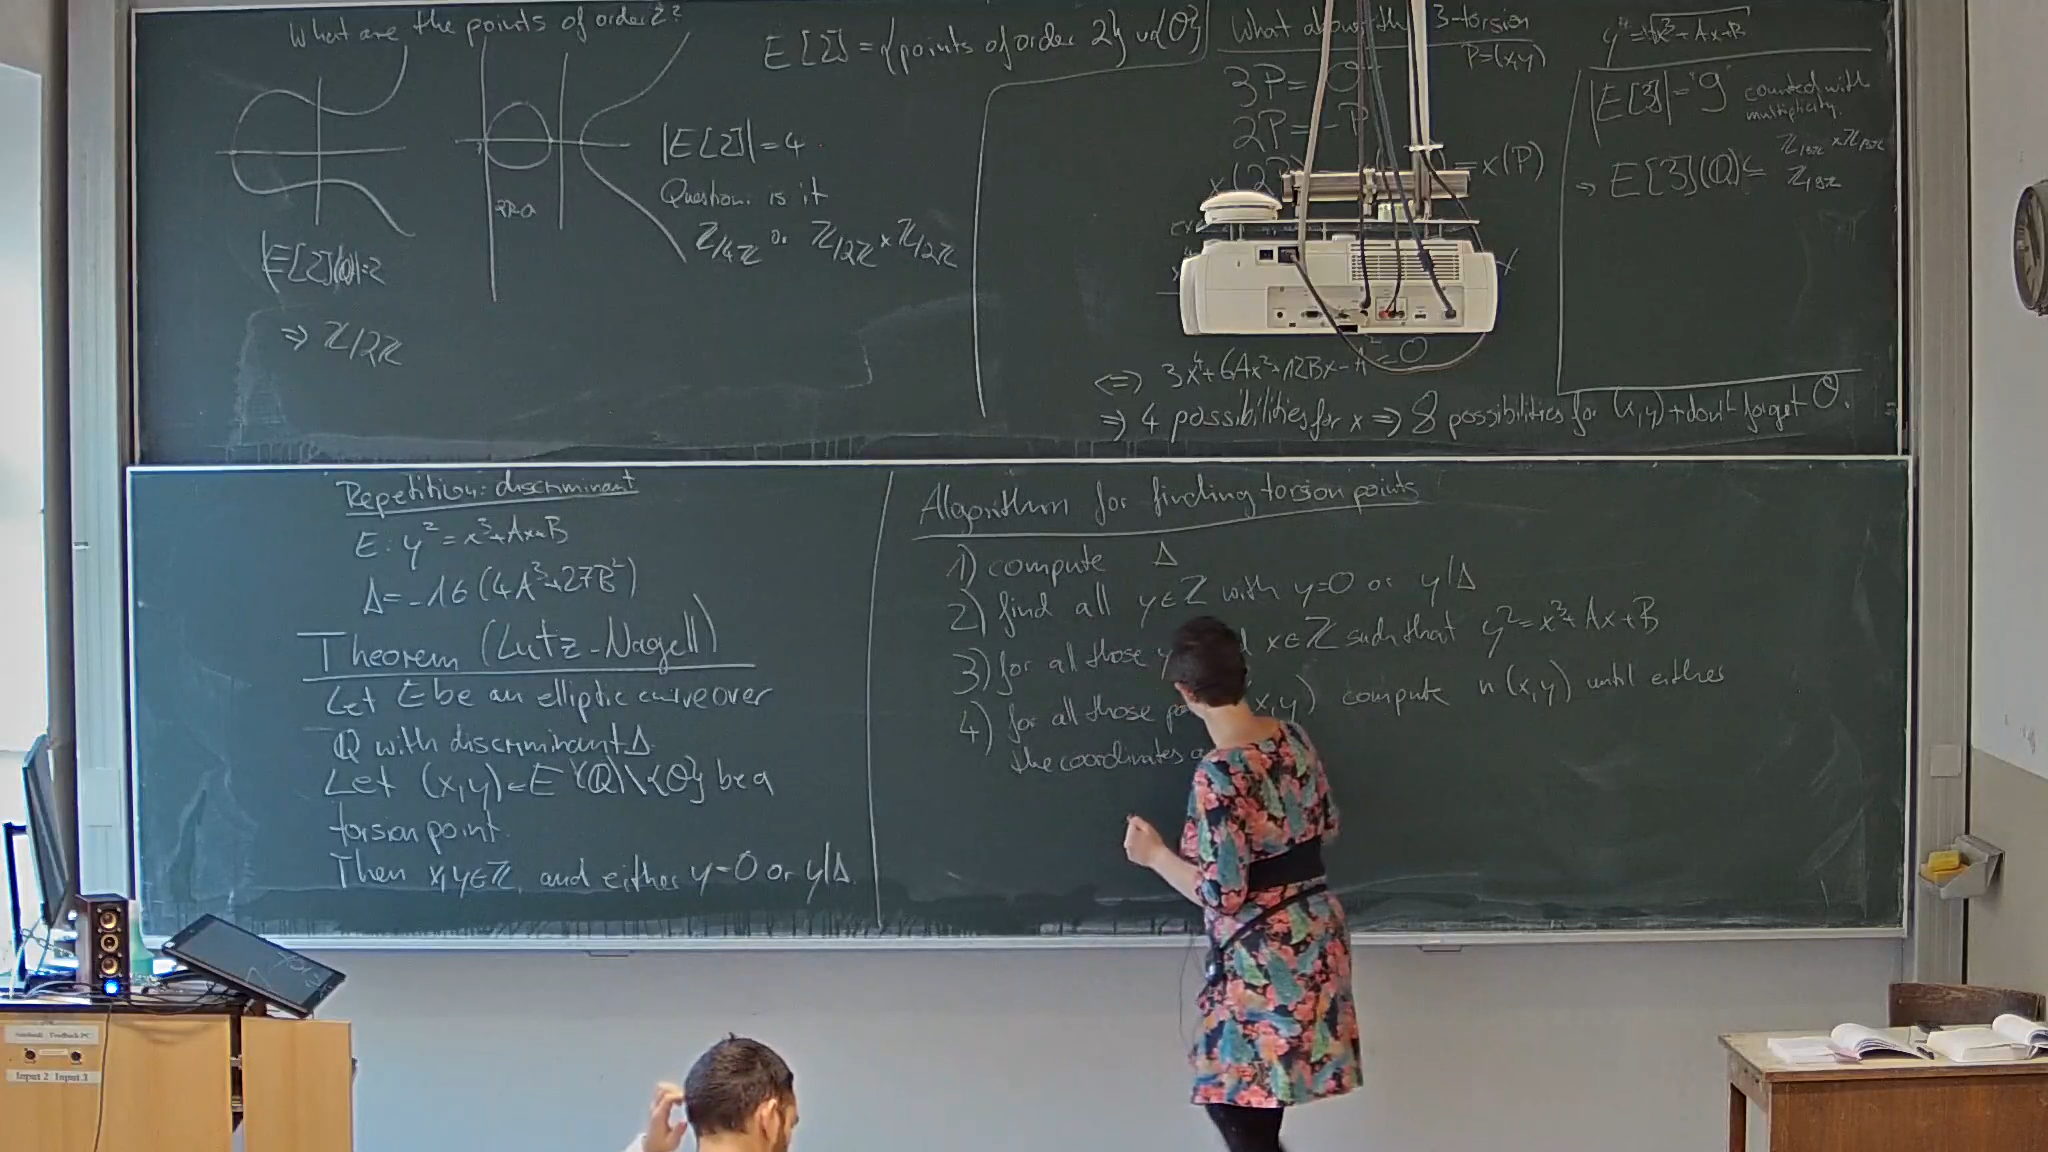 What are the points of order 2?
|E[2](Q)|=2
⇒ Z/2Z
E[2] = {points of order 2} ∪ {O}
|E[2]|=4
Question: is it
Z/4Z or Z/2Z × Z/2Z
What about the 3-torsion
P=(x,y)
3P= O
2P= -P
x(2P) = x(P)
⇔ 3x⁴+6Ax²+12Bx-A²=0
⇒ 4 possibilities for x ⇒ 8 possibilities for (x,y) + don't forget O.
|E[3]|="9" counted with
multiplicity.
⇒ E[3](Q) ⊆ Z/3Z × Z/3Z
Repetition: discriminant
E: y²=x³+Ax+B
Δ=-16(4A³+27B²)
Theorem (Lutz-Nagell)
Let E be an elliptic curve over
Q with discriminant Δ.
Let (x,y)∈E(Q)\{O} be a
torsion point.
Then x,y∈Z, and either y=0 or y|Δ.
Algorithm for finding torsion points
1) compute Δ
2) find all y∈Z with y=0 or y|Δ
3) for all those y x∈Z such that y²=x³+Ax+B
4) for all those (x,y) compute n(x,y) until either
the coordinates
Input 2 Input 3